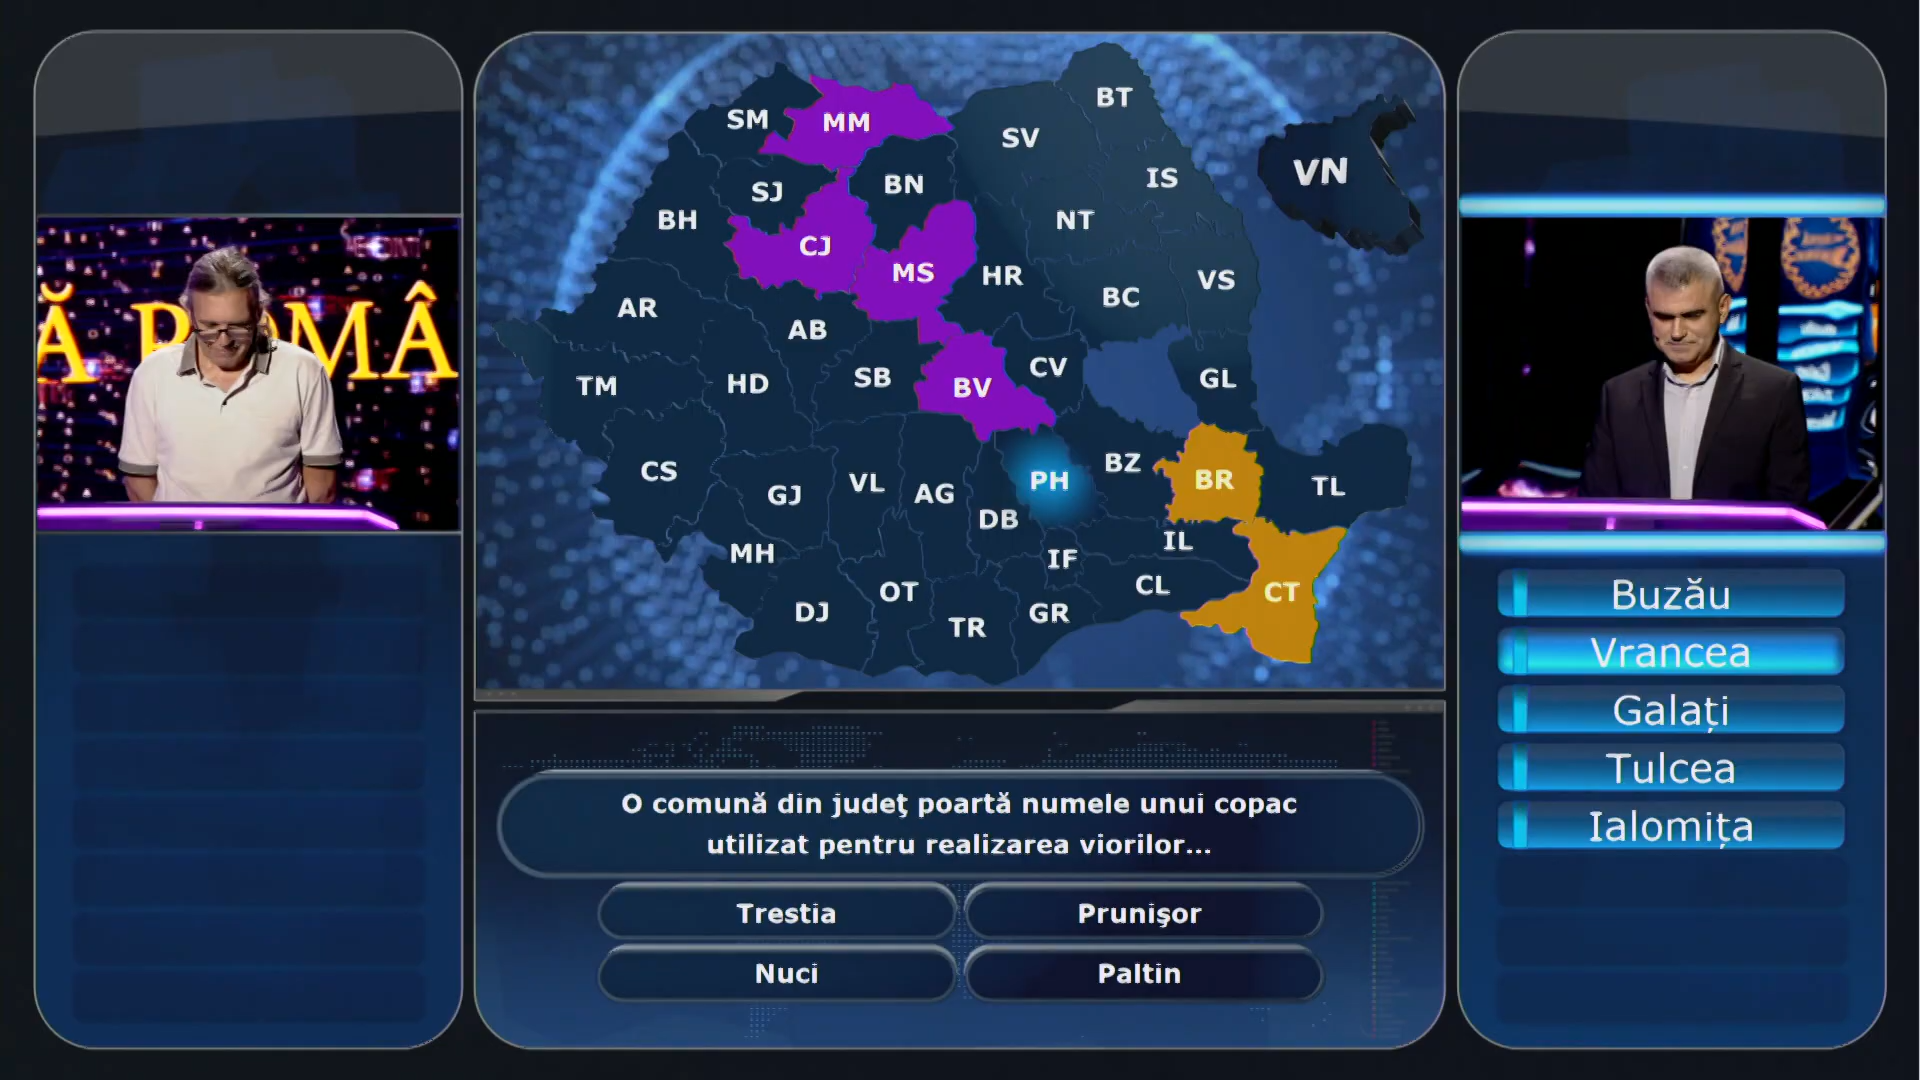 Ă ROMÂ
SM
MM
BT
SV
VN
SJ
BN
IS
BH
NT
CJ
MS
HR
VS
AR
BC
AB
TM
HD
SB
BV
CV
GL
CS
GJ
VL
AG
PH
BZ
BR
TL
DB
MH
IF
IL
OT
CL
CT
DJ
TR
GR
O comună din judeţ poartă numele unui copac
utilizat pentru realizarea viorilor...
Trestia
Prunişor
Nuci
Paltin
Buzău
Vrancea
Galați
Tulcea
Ialomița